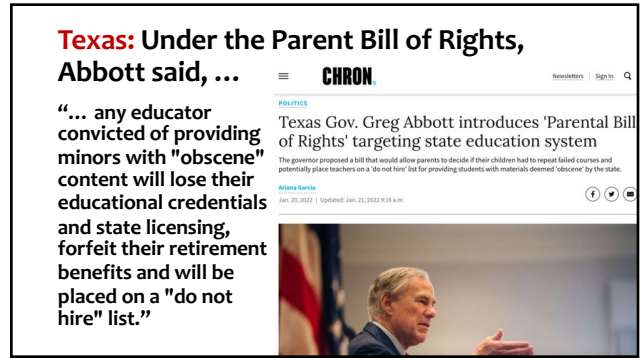 Texas: Under the Parent Bill of Rights,
Abbott said, …
“… any educator
convicted of providing
minors with "obscene"
content will lose their
educational credentials
and state licensing,
forfeit their retirement
benefits and will be
placed on a "do not
hire" list.”
CHRON.
Newsletters Sign In
POLITICS
Texas Gov. Greg Abbott introduces 'Parental Bill
of Rights' targeting state education system
The governor proposed a bill that would allow parents to decide if their children had to repeat failed courses and
potentially place teachers on a 'do not hire' list for providing students with materials deemed 'obscene' by the state.
Ariana Garcia
Jan. 20, 2022 | Updated: Jan. 21, 2022 9:16 a.m.